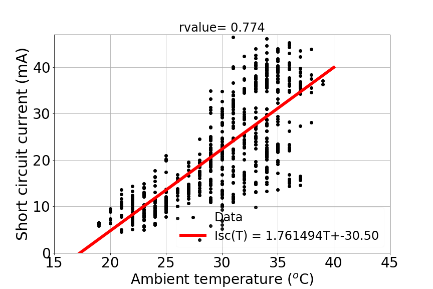 rvalue= 0.774
Short circuit current (mA)
40
30
20
10
0
Data
Isc(T) = 1.761494T+-30.50
15 20 25 30 35 40 45
Ambient temperature (°C)